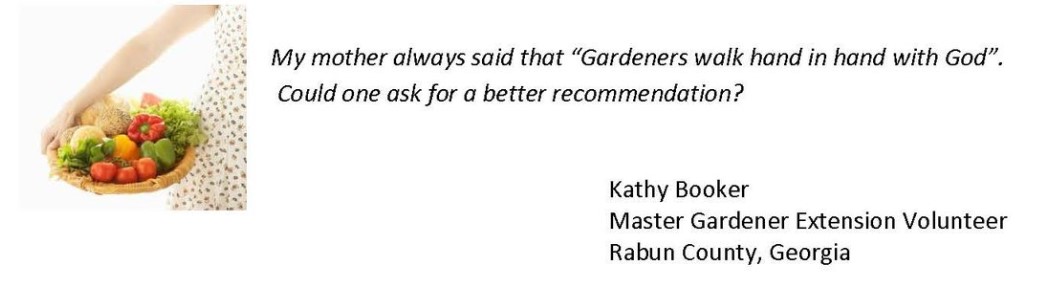 My mother always said that “Gardeners walk hand in hand with God”.
Could one ask for a better recommendation?
Kathy Booker
Master Gardener Extension Volunteer
Rabun County, Georgia